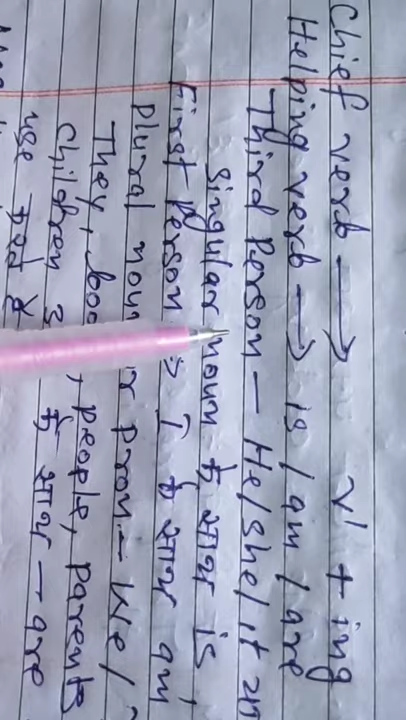 Chief verb → v¹ + ing
Helping verb → is / am / are
Third Person — He/she/it या
singular noun के साथ is
First Person I के साथ am
Plural noun pron — We /
They, people, parents
children के साथ — are
use